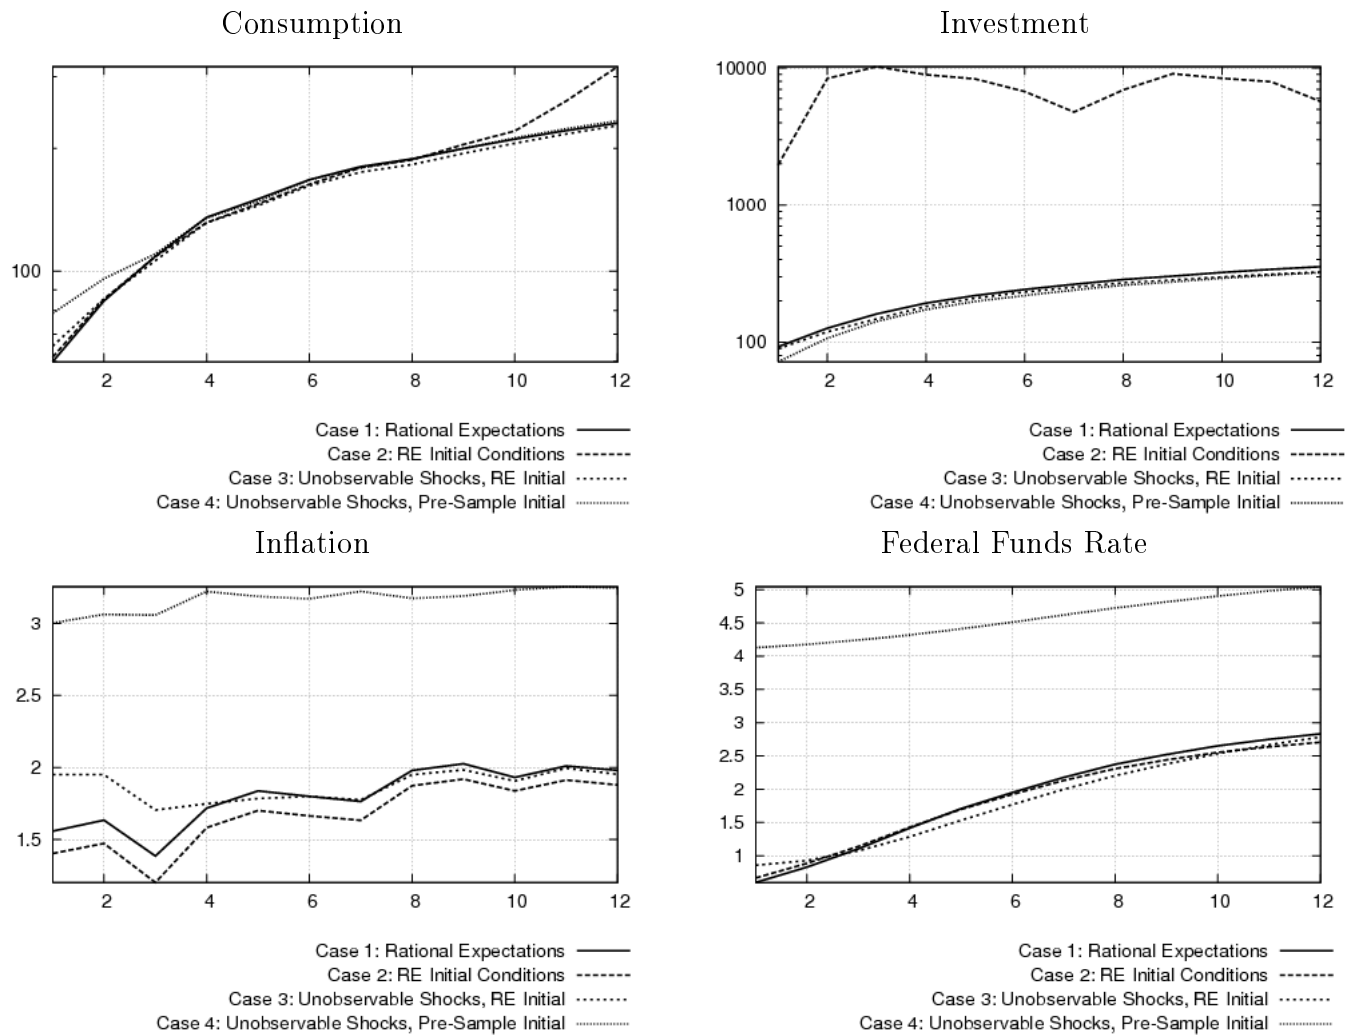 Consumption
100
2 4 6 8 10 12
Case 1: Rational Expectations
Case 2: RE Initial Conditions
Case 3: Unobservable Shocks, RE Initial
Case 4: Unobservable Shocks, Pre-Sample Initial
Investment
10000
1000
100
2 4 6 8 10 12
Case 1: Rational Expectations
Case 2: RE Initial Conditions
Case 3: Unobservable Shocks, RE Initial
Case 4: Unobservable Shocks, Pre-Sample Initial
Inflation
3
2.5
2
1.5
2 4 6 8 10 12
Case 1: Rational Expectations
Case 2: RE Initial Conditions
Case 3: Unobservable Shocks, RE Initial
Case 4: Unobservable Shocks, Pre-Sample Initial
Federal Funds Rate
5
4.5
4
3.5
3
2.5
2
1.5
1
2 4 6 8 10 12
Case 1: Rational Expectations
Case 2: RE Initial Conditions
Case 3: Unobservable Shocks, RE Initial
Case 4: Unobservable Shocks, Pre-Sample Initial